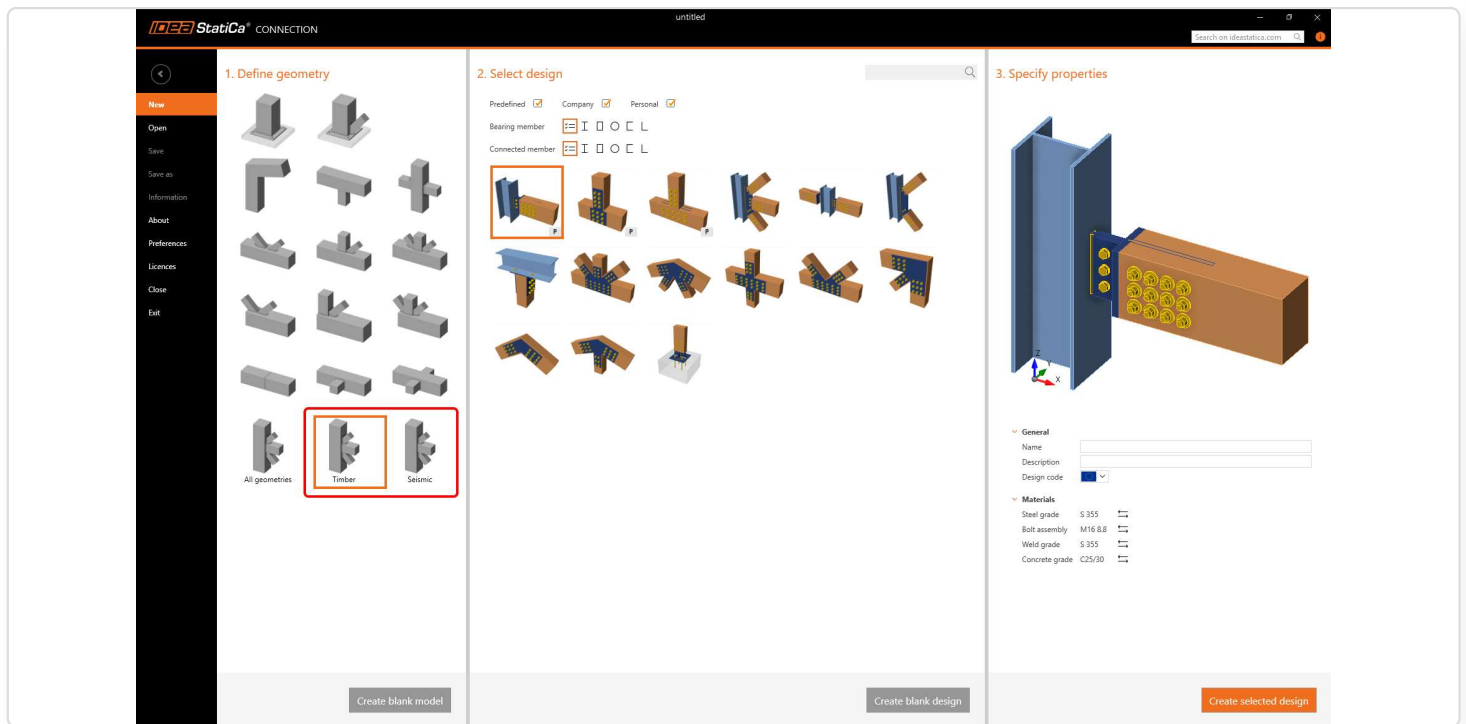 untitled
IDEA StatiCa® CONNECTION
Search on ideastatica.com
New
Open
Save
Save as
Information
About
Preferences
Licences
Close
Exit
1. Define geometry
All geometries
Timber
Seismic
Create blank model
2. Select design
Predefined
Company
Personal
Bearing member
Connected member
P
P
P
Create blank design
3. Specify properties
Z
Y
X
General
Name
Description
Design code
Materials
Steel grade S 355
Bolt assembly M16 8.8
Weld grade S 355
Concrete grade C25/30
Create selected design